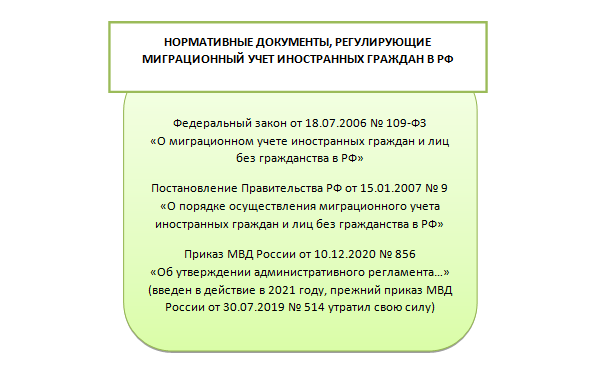 НОРМАТИВНЫЕ ДОКУМЕНТЫ, РЕГУЛИРУЮЩИЕ
МИГРАЦИОННЫЙ УЧЕТ ИНОСТРАННЫХ ГРАЖДАН В РФ
Федеральный закон от 18.07.2006 № 109-ФЗ
«О миграционном учете иностранных граждан и лиц
без гражданства в РФ»
Постановление Правительства РФ от 15.01.2007 № 9
«О порядке осуществления миграционного учета
иностранных граждан и лиц без гражданства в РФ»
Приказ МВД России от 10.12.2020 № 856
«Об утверждении административного регламента…»
(введен в действие в 2021 году, прежний приказ МВД
России от 30.07.2019 № 514 утратил свою силу)